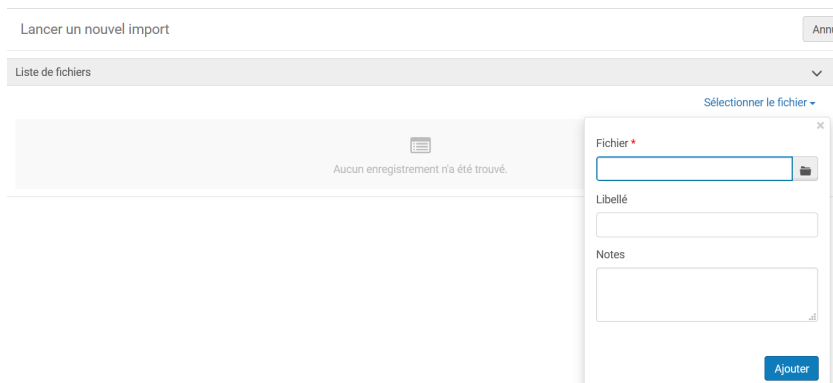 Lancer un nouvel import
Liste de fichiers
Sélectionner le fichier
Aucun enregistrement n'a été trouvé.
×
Fichier *
Libellé
Notes
Ajouter